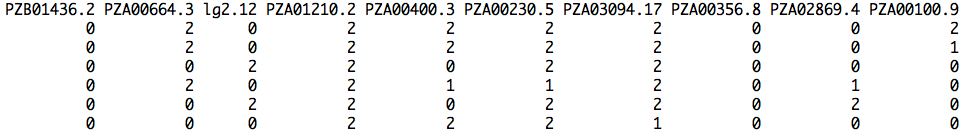 PZB01436.2 PZA00664.3 lg2.12 PZA01210.2 PZA00400.3 PZA00230.5 PZA03094.17 PZA00356.8 PZA02869.4 PZA00100.9
0 2 0 2 2 2 2 0 0 2
0 2 0 2 2 2 2 0 0 1
0 0 2 2 0 2 2 0 0 0
0 2 0 2 1 1 2 0 1 0
0 0 2 2 0 2 2 0 2 0
0 0 0 2 2 2 1 0 0 0